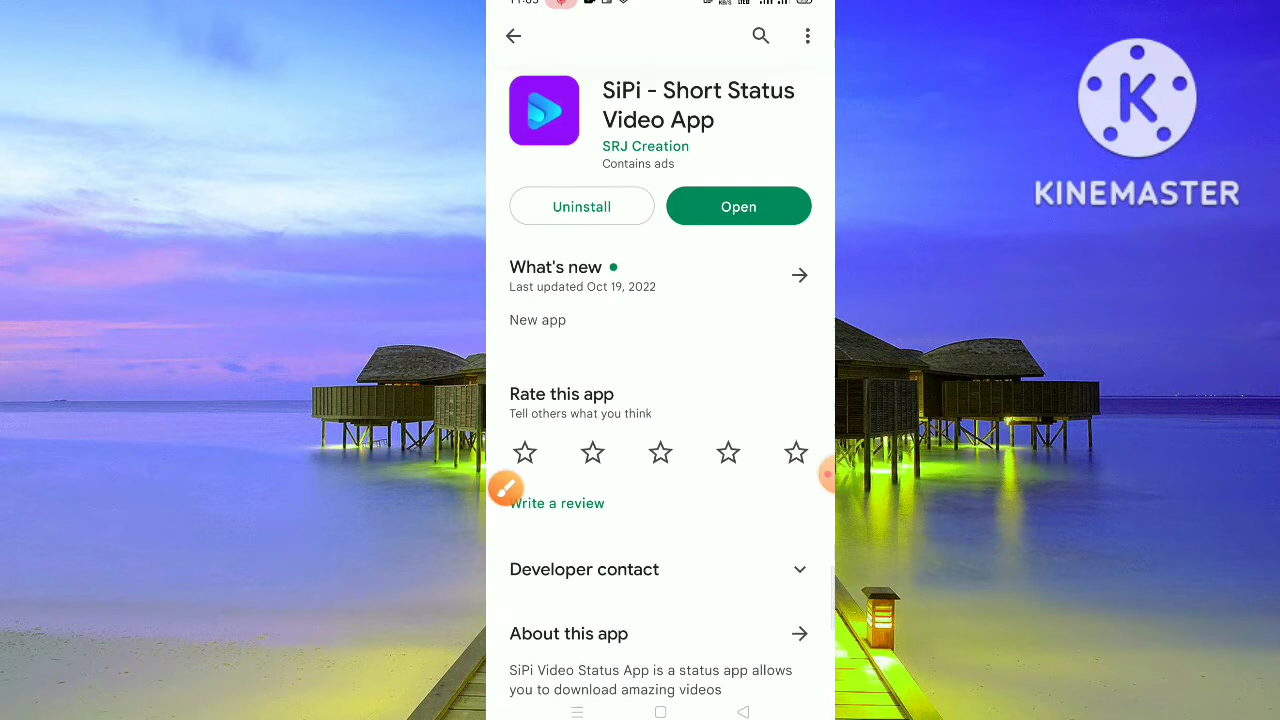 SiPi - Short Status
Video App
SRJ Creation
Contains ads
Uninstall
Open
What's new
Last updated Oct 19, 2022
New app
Rate this app
Tell others what you think
Write a review
Developer contact
About this app
SiPi Video Status App is a status app allows
you to download amazing videos
K
KINEMASTER